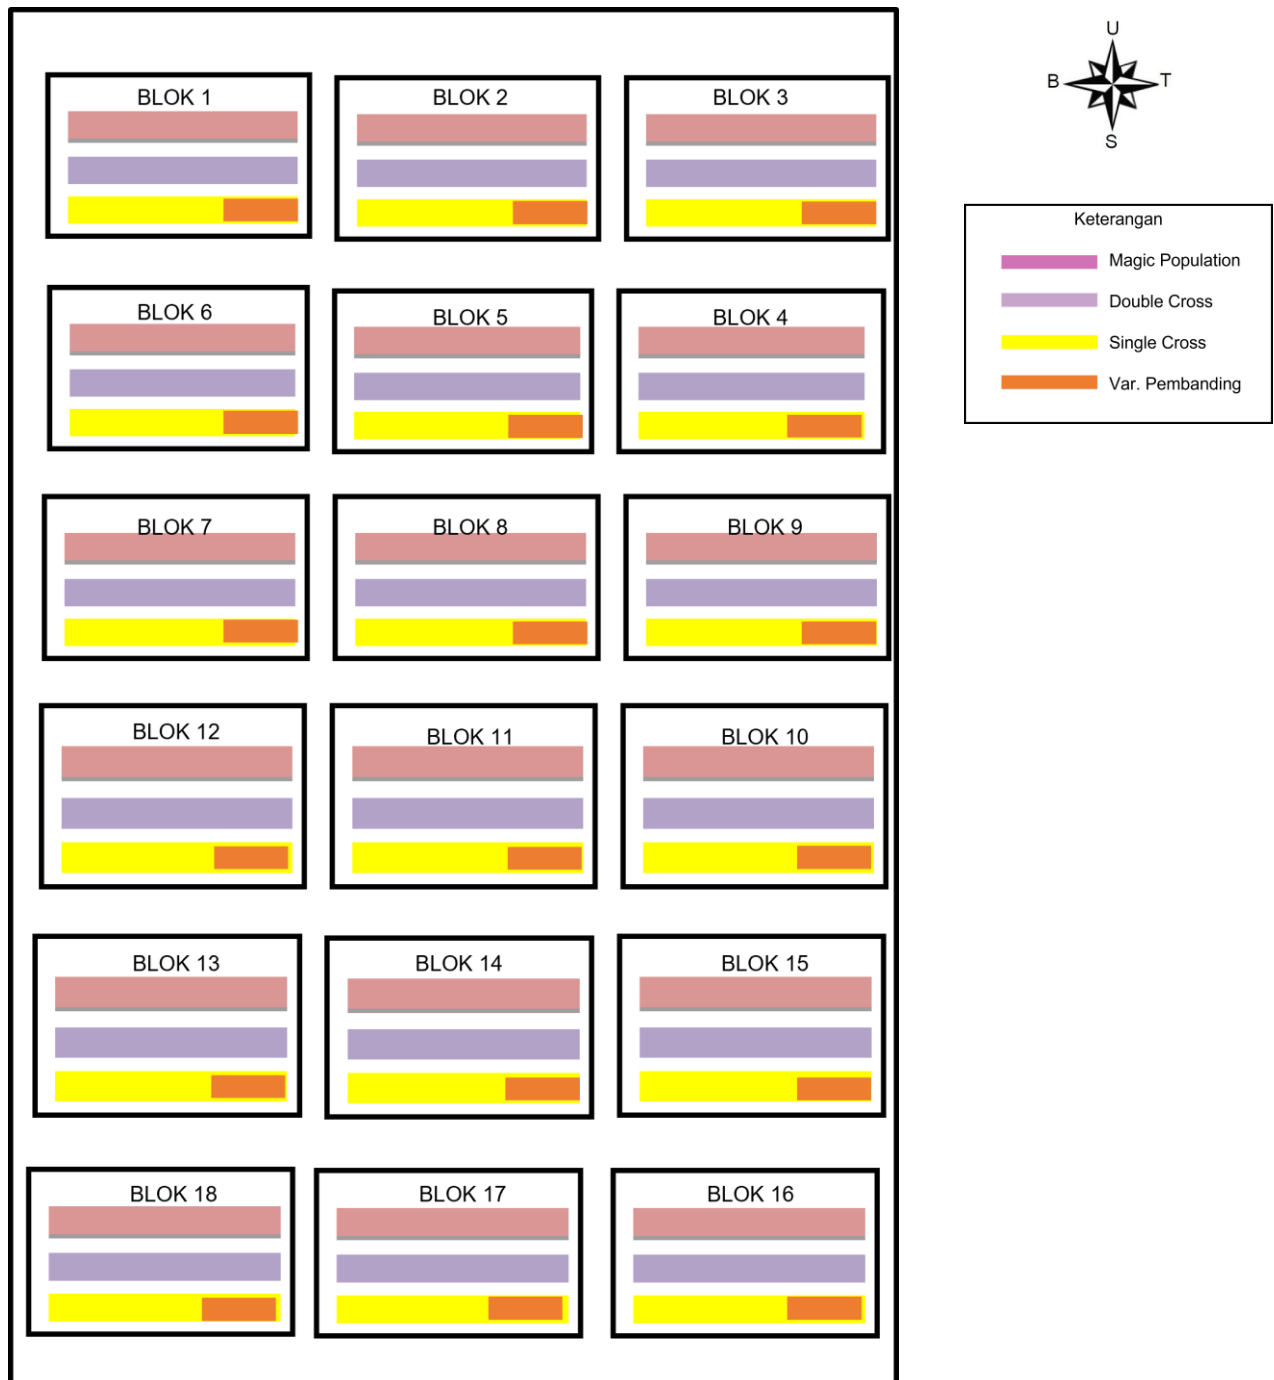 BLOK 1
BLOK 2
BLOK 3
BLOK 6
BLOK 5
BLOK 4
BLOK 7
BLOK 8
BLOK 9
BLOK 12
BLOK 11
BLOK 10
BLOK 13
BLOK 14
BLOK 15
BLOK 18
BLOK 17
BLOK 16
U
B
T
S
Keterangan
Magic Population
Double Cross
Single Cross
Var. Pembanding